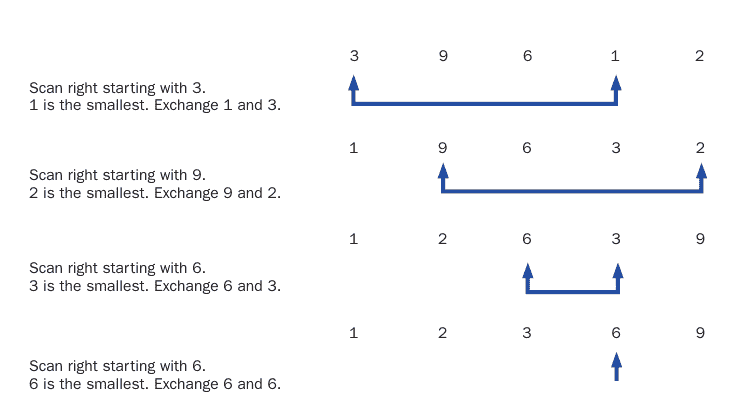 3 9 6 1 2
Scan right starting with 3.
1 is the smallest. Exchange 1 and 3.
1 9 6 3 2
Scan right starting with 9.
2 is the smallest. Exchange 9 and 2.
1 2 6 3 9
Scan right starting with 6.
3 is the smallest. Exchange 6 and 3.
1 2 3 6 9
Scan right starting with 6.
6 is the smallest. Exchange 6 and 6.